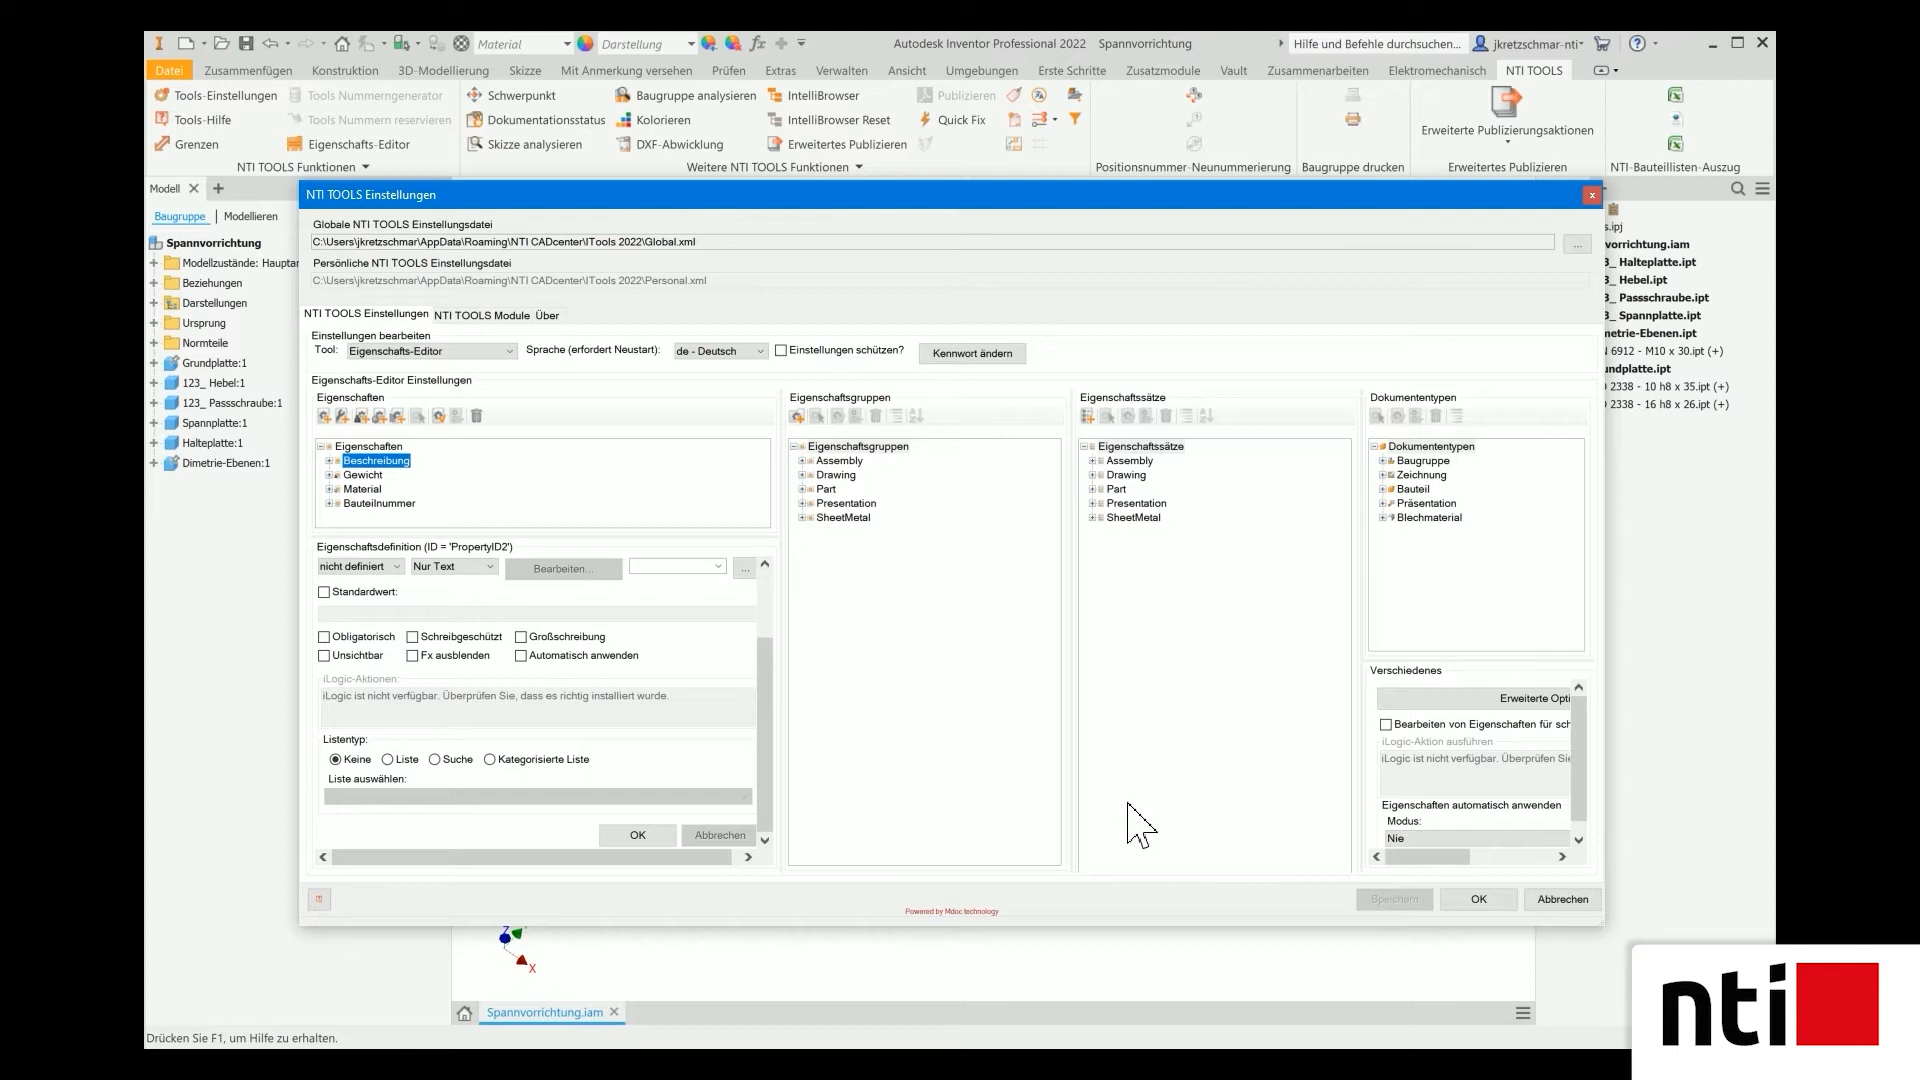 Material
Darstellung
Autodesk Inventor Professional 2022 Spannvorrichtung
Hilfe und Befehle durchsuchen...
jkretzschmar-nti
Datei Zusammenfügen Konstruktion 3D-Modellierung Skizze Mit Anmerkung versehen Prüfen Extras Verwalten Ansicht Umgebungen Erste Schritte Zusatzmodule Vault Zusammenarbeiten Elektromechanisch NTI TOOLS
Tools-Einstellungen Tools Nummerngenerator Schwerpunkt Baugruppe analysieren IntelliBrowser Publizieren
Tools-Hilfe Tools Nummern reservieren Dokumentationsstatus Kolorieren IntelliBrowser Reset Quick Fix
Erweiterte Publizierungsaktionen
Grenzen Eigenschafts-Editor Skizze analysieren DXF-Abwicklung Erweitertes Publizieren
NTI TOOLS Funktionen Weitere NTI TOOLS Funktionen Positionsnummer-Neunummerierung Baugruppe drucken Erweitertes Publizieren NTI-Bauteillisten-Auszug
Modell
Baugruppe | Modellieren
Spannvorrichtung
Modellzustände: Hauptar
Beziehungen
Darstellungen
Ursprung
Normteile
Grundplatte:1
123_ Hebel:1
123_ Passschraube:1
Spannplatte:1
Halteplatte:1
Dimetrie-Ebenen:1
NTI TOOLS Einstellungen
Globale NTI TOOLS Einstellungsdatei
C:\Users\jkretzschmar\AppData\Roaming\NTI CADcenter\ITools 2022\Global.xml
...
Persönliche NTI TOOLS Einstellungsdatei
C:\Users\jkretzschmar\AppData\Roaming\NTI CADcenter\ITools 2022\Personal.xml
NTI TOOLS Einstellungen NTI TOOLS Module Über
Einstellungen bearbeiten
Tool: Eigenschafts-Editor Sprache (erfordert Neustart): de - Deutsch Einstellungen schützen? Kennwort ändern
Eigenschafts-Editor Einstellungen
Eigenschaften
Eigenschaften
Beschreibung
Gewicht
Material
Bauteilnummer
Eigenschaftsdefinition (ID = 'PropertyID2')
nicht definiert Nur Text Bearbeiten... ...
Standardwert:
Obligatorisch Schreibgeschützt Großschreibung
Unsichtbar Fx ausblenden Automatisch anwenden
iLogic-Aktionen:
iLogic ist nicht verfügbar. Überprüfen Sie, dass es richtig installiert wurde.
Listentyp:
Keine Liste Suche Kategorisierte Liste
Liste auswählen:
OK Abbrechen
Eigenschaftsgruppen
Eigenschaftsgruppen
Assembly
Drawing
Part
Presentation
SheetMetal
Eigenschaftssätze
Eigenschaftssätze
Assembly
Drawing
Part
Presentation
SheetMetal
Dokumententypen
Dokumententypen
Baugruppe
Zeichnung
Bauteil
Präsentation
Blechmaterial
Verschiedenes
Erweiterte Opti
Bearbeiten von Eigenschaften für sch
iLogic-Aktion ausführen
iLogic ist nicht verfügbar. Überprüfen Sie
Eigenschaften automatisch anwenden
Modus:
Nie
Speichern OK Abbrechen
Powered by Mdoc technology
s.ipj
vorrichtung.iam
3_ Halteplatte.ipt
3_ Hebel.ipt
3_ Passschraube.ipt
3_ Spannplatte.ipt
netrie-Ebenen.ipt
6912 - M10 x 30.ipt (+)
undplatte.ipt
2338 - 10 h8 x 35.ipt (+)
2338 - 16 h8 x 26.ipt (+)
Z
X
Spannvorrichtung.iam
Drücken Sie F1, um Hilfe zu erhalten.
nti